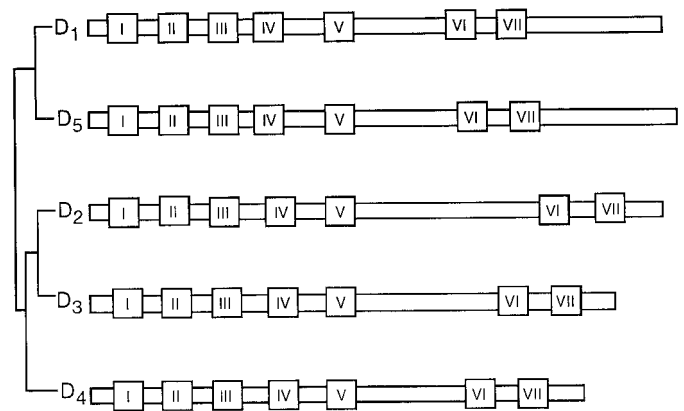 D1 I II III IV V VI VII
D5 I II III IV V VI VII
D2 I II III IV V VI VII
D3 I II III IV V VI VII
D4 I II III IV V VI VII